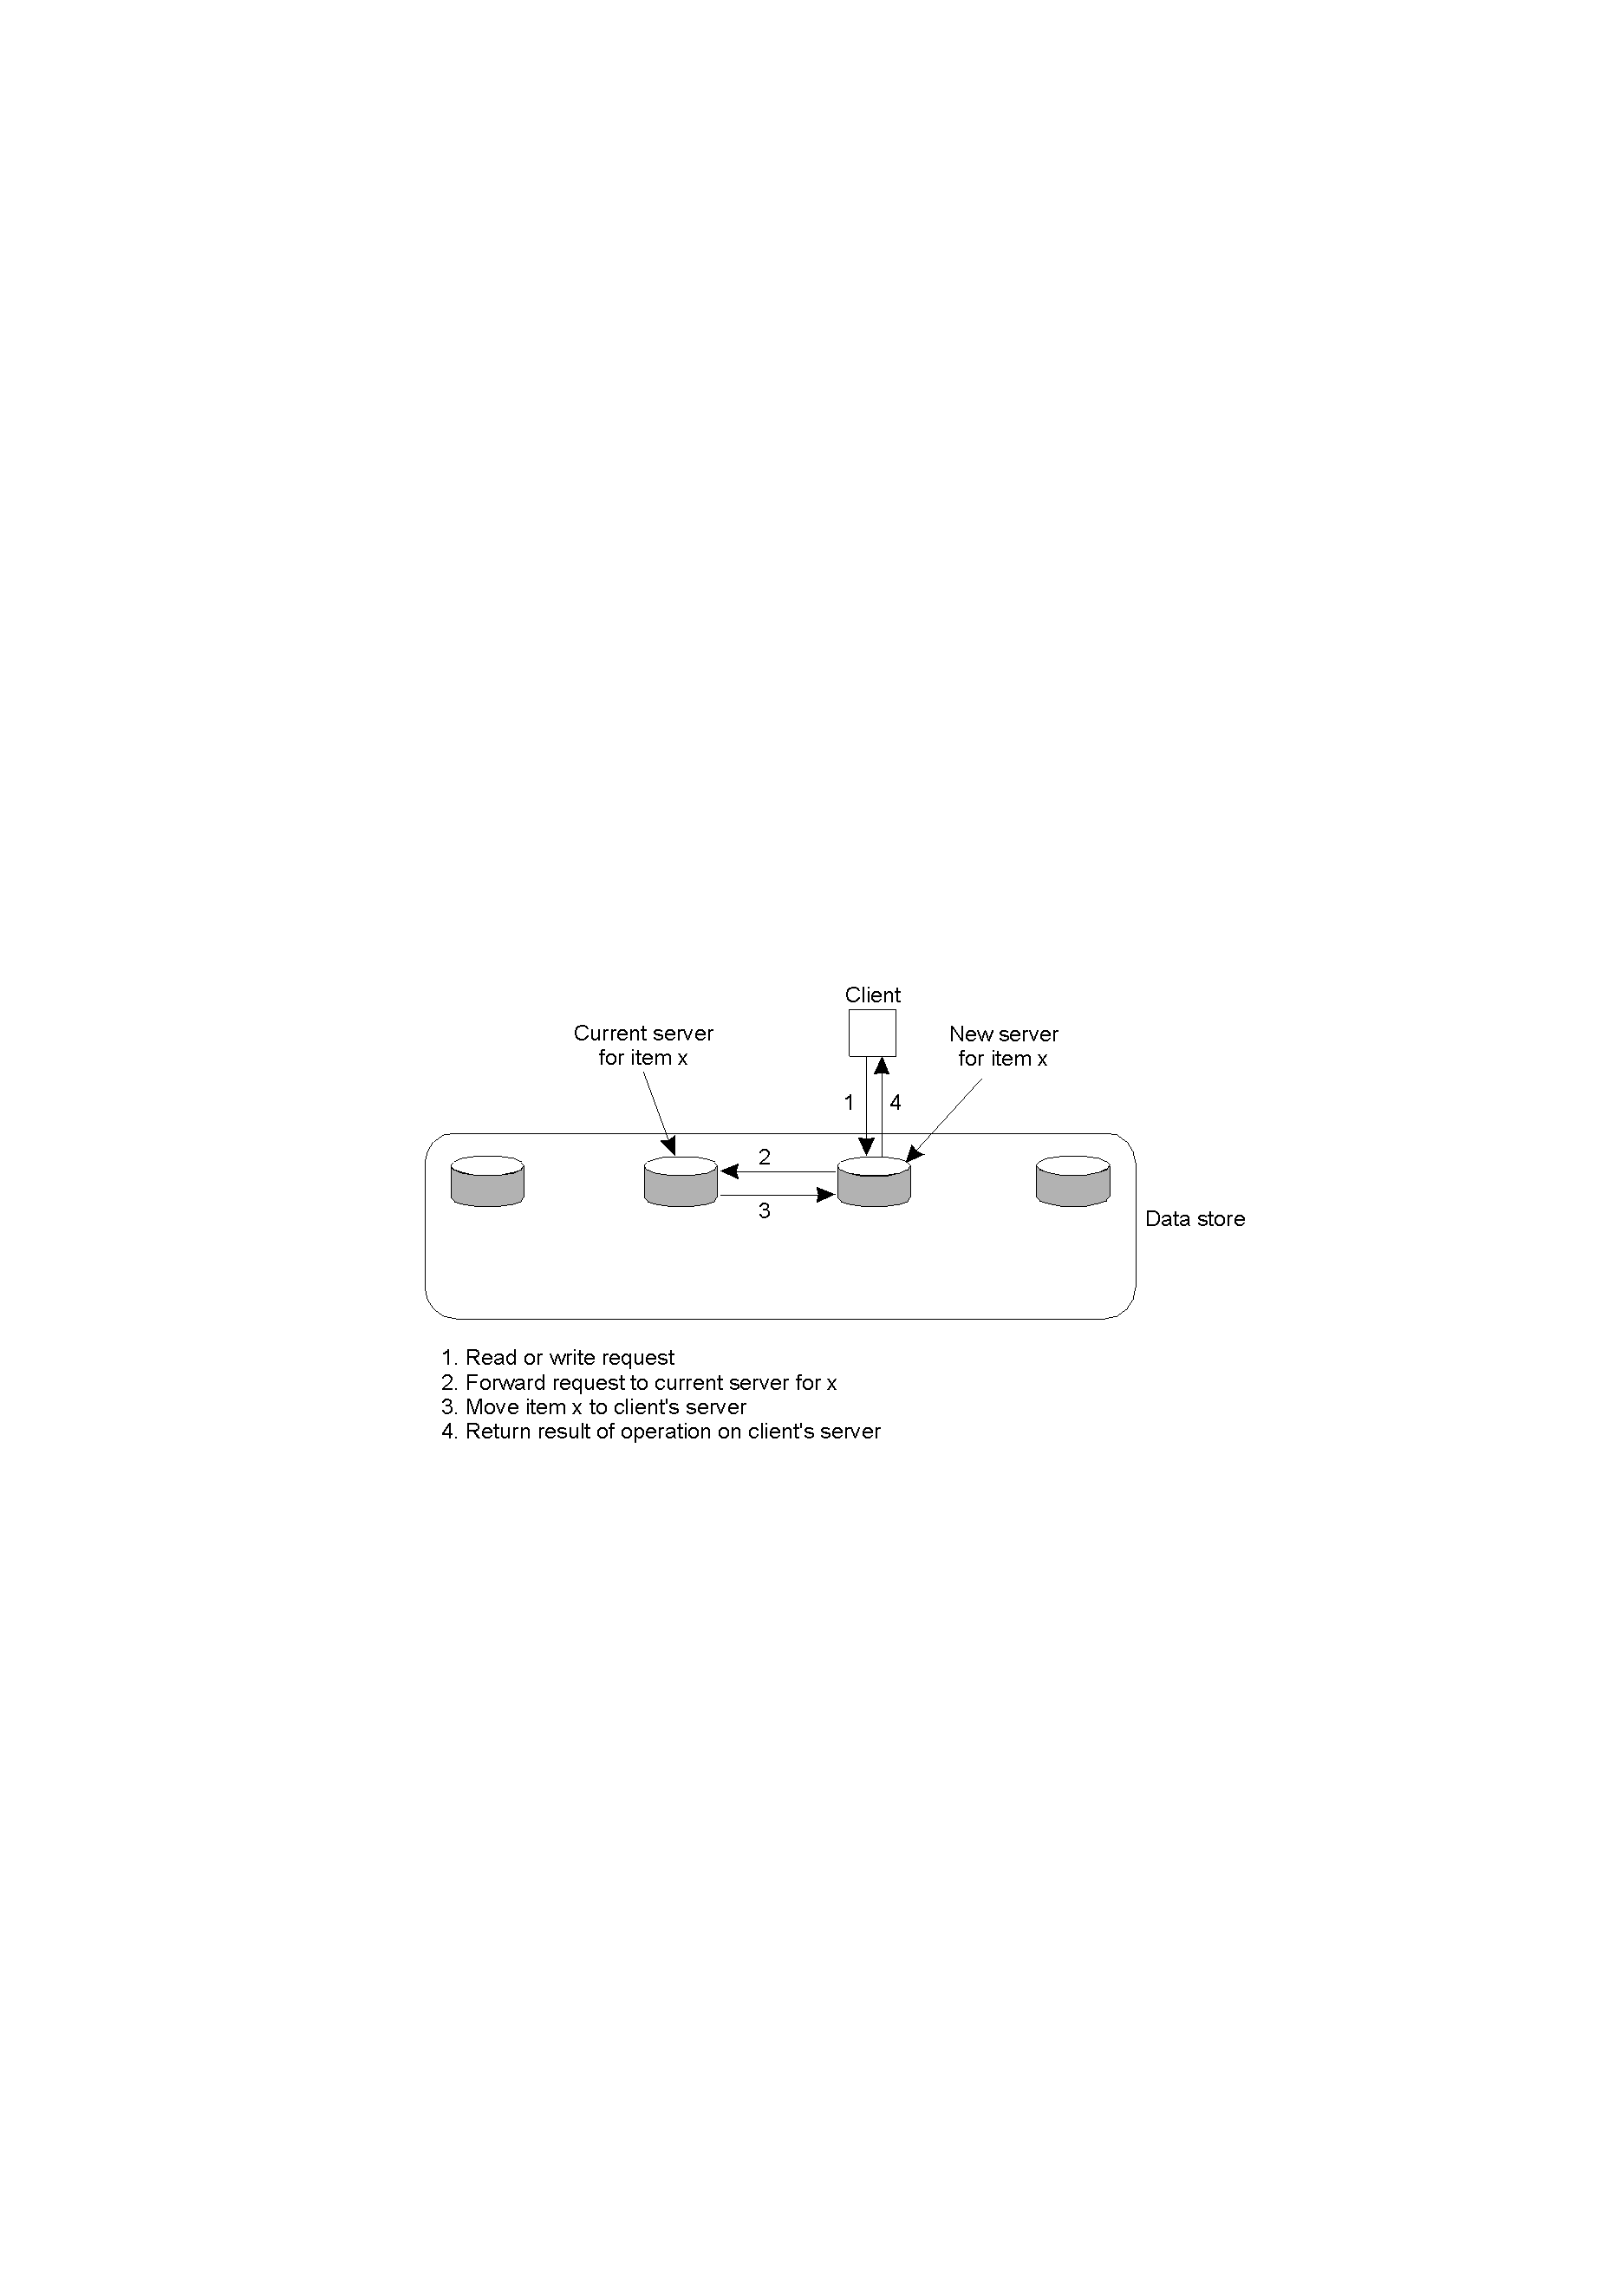 Client
Current server
for item x
New server
for item x
1
4
2
3
Data store
1. Read or write request
2. Forward request to current server for x
3. Move item x to client's server
4. Return result of operation on client's server